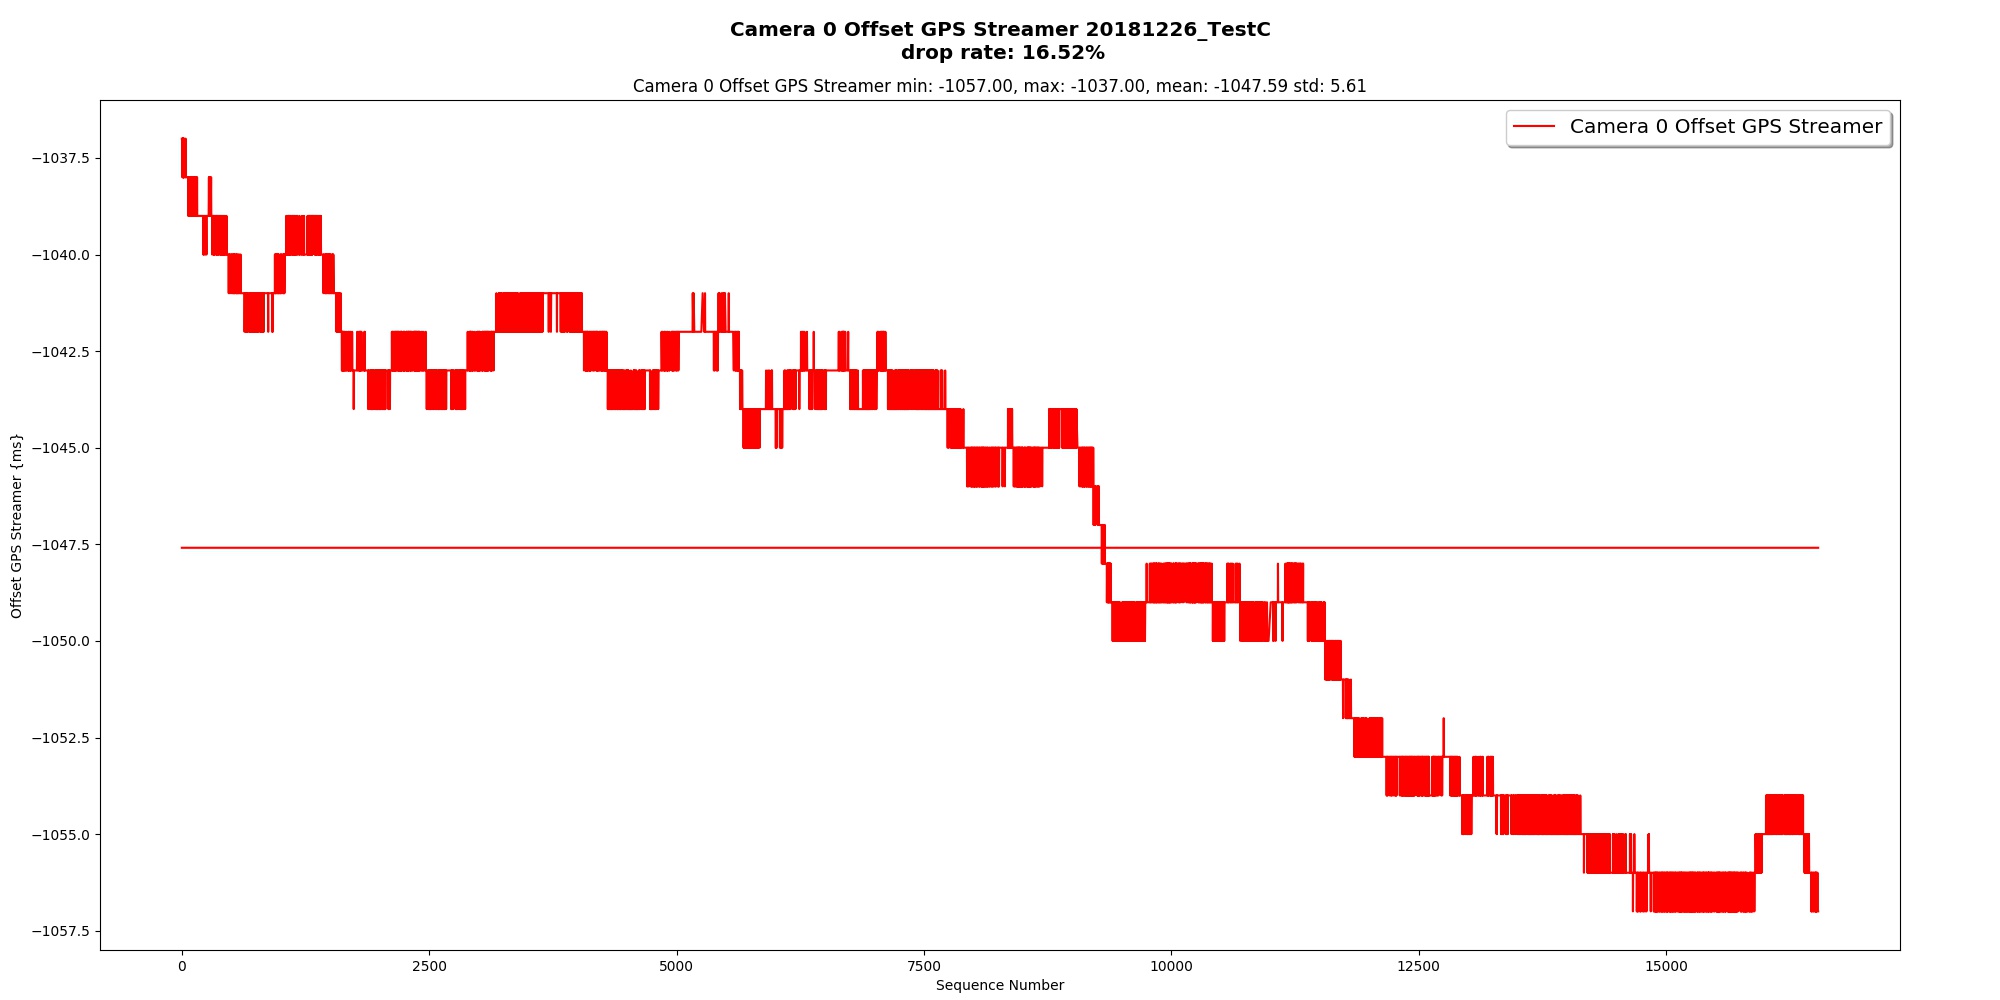 Camera 0 Offset GPS Streamer 20181226_TestC
drop rate: 16.52%
Camera 0 Offset GPS Streamer min: -1057.00, max: -1037.00, mean: -1047.59 std: 5.61
Camera 0 Offset GPS Streamer
−1037.5
−1040.0
−1042.5
−1045.0
−1047.5
−1050.0
−1052.5
−1055.0
−1057.5
Offset GPS Streamer {ms}
0 2500 5000 7500 10000 12500 15000
Sequence Number